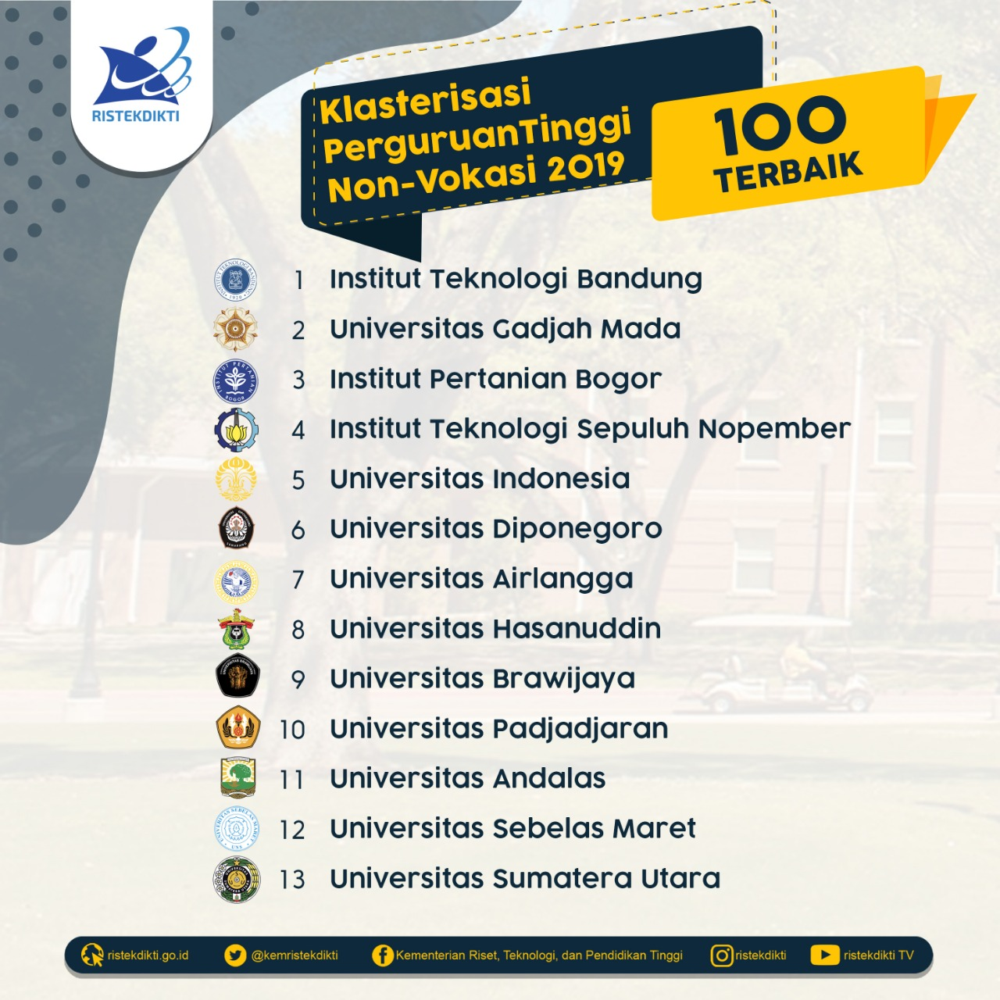 RISTEKDIKTI
Klasterisasi
PerguruanTinggi
Non-Vokasi 2019
100
TERBAIK
1 Institut Teknologi Bandung
2 Universitas Gadjah Mada
3 Institut Pertanian Bogor
4 Institut Teknologi Sepuluh Nopember
5 Universitas Indonesia
6 Universitas Diponegoro
7 Universitas Airlangga
8 Universitas Hasanuddin
9 Universitas Brawijaya
10 Universitas Padjadjaran
11 Universitas Andalas
12 Universitas Sebelas Maret
13 Universitas Sumatera Utara
ristekdikti.go.id @kemristekdikti Kementerian Riset, Teknologi, dan Pendidikan Tinggi ristekdikti ristekdikti TV